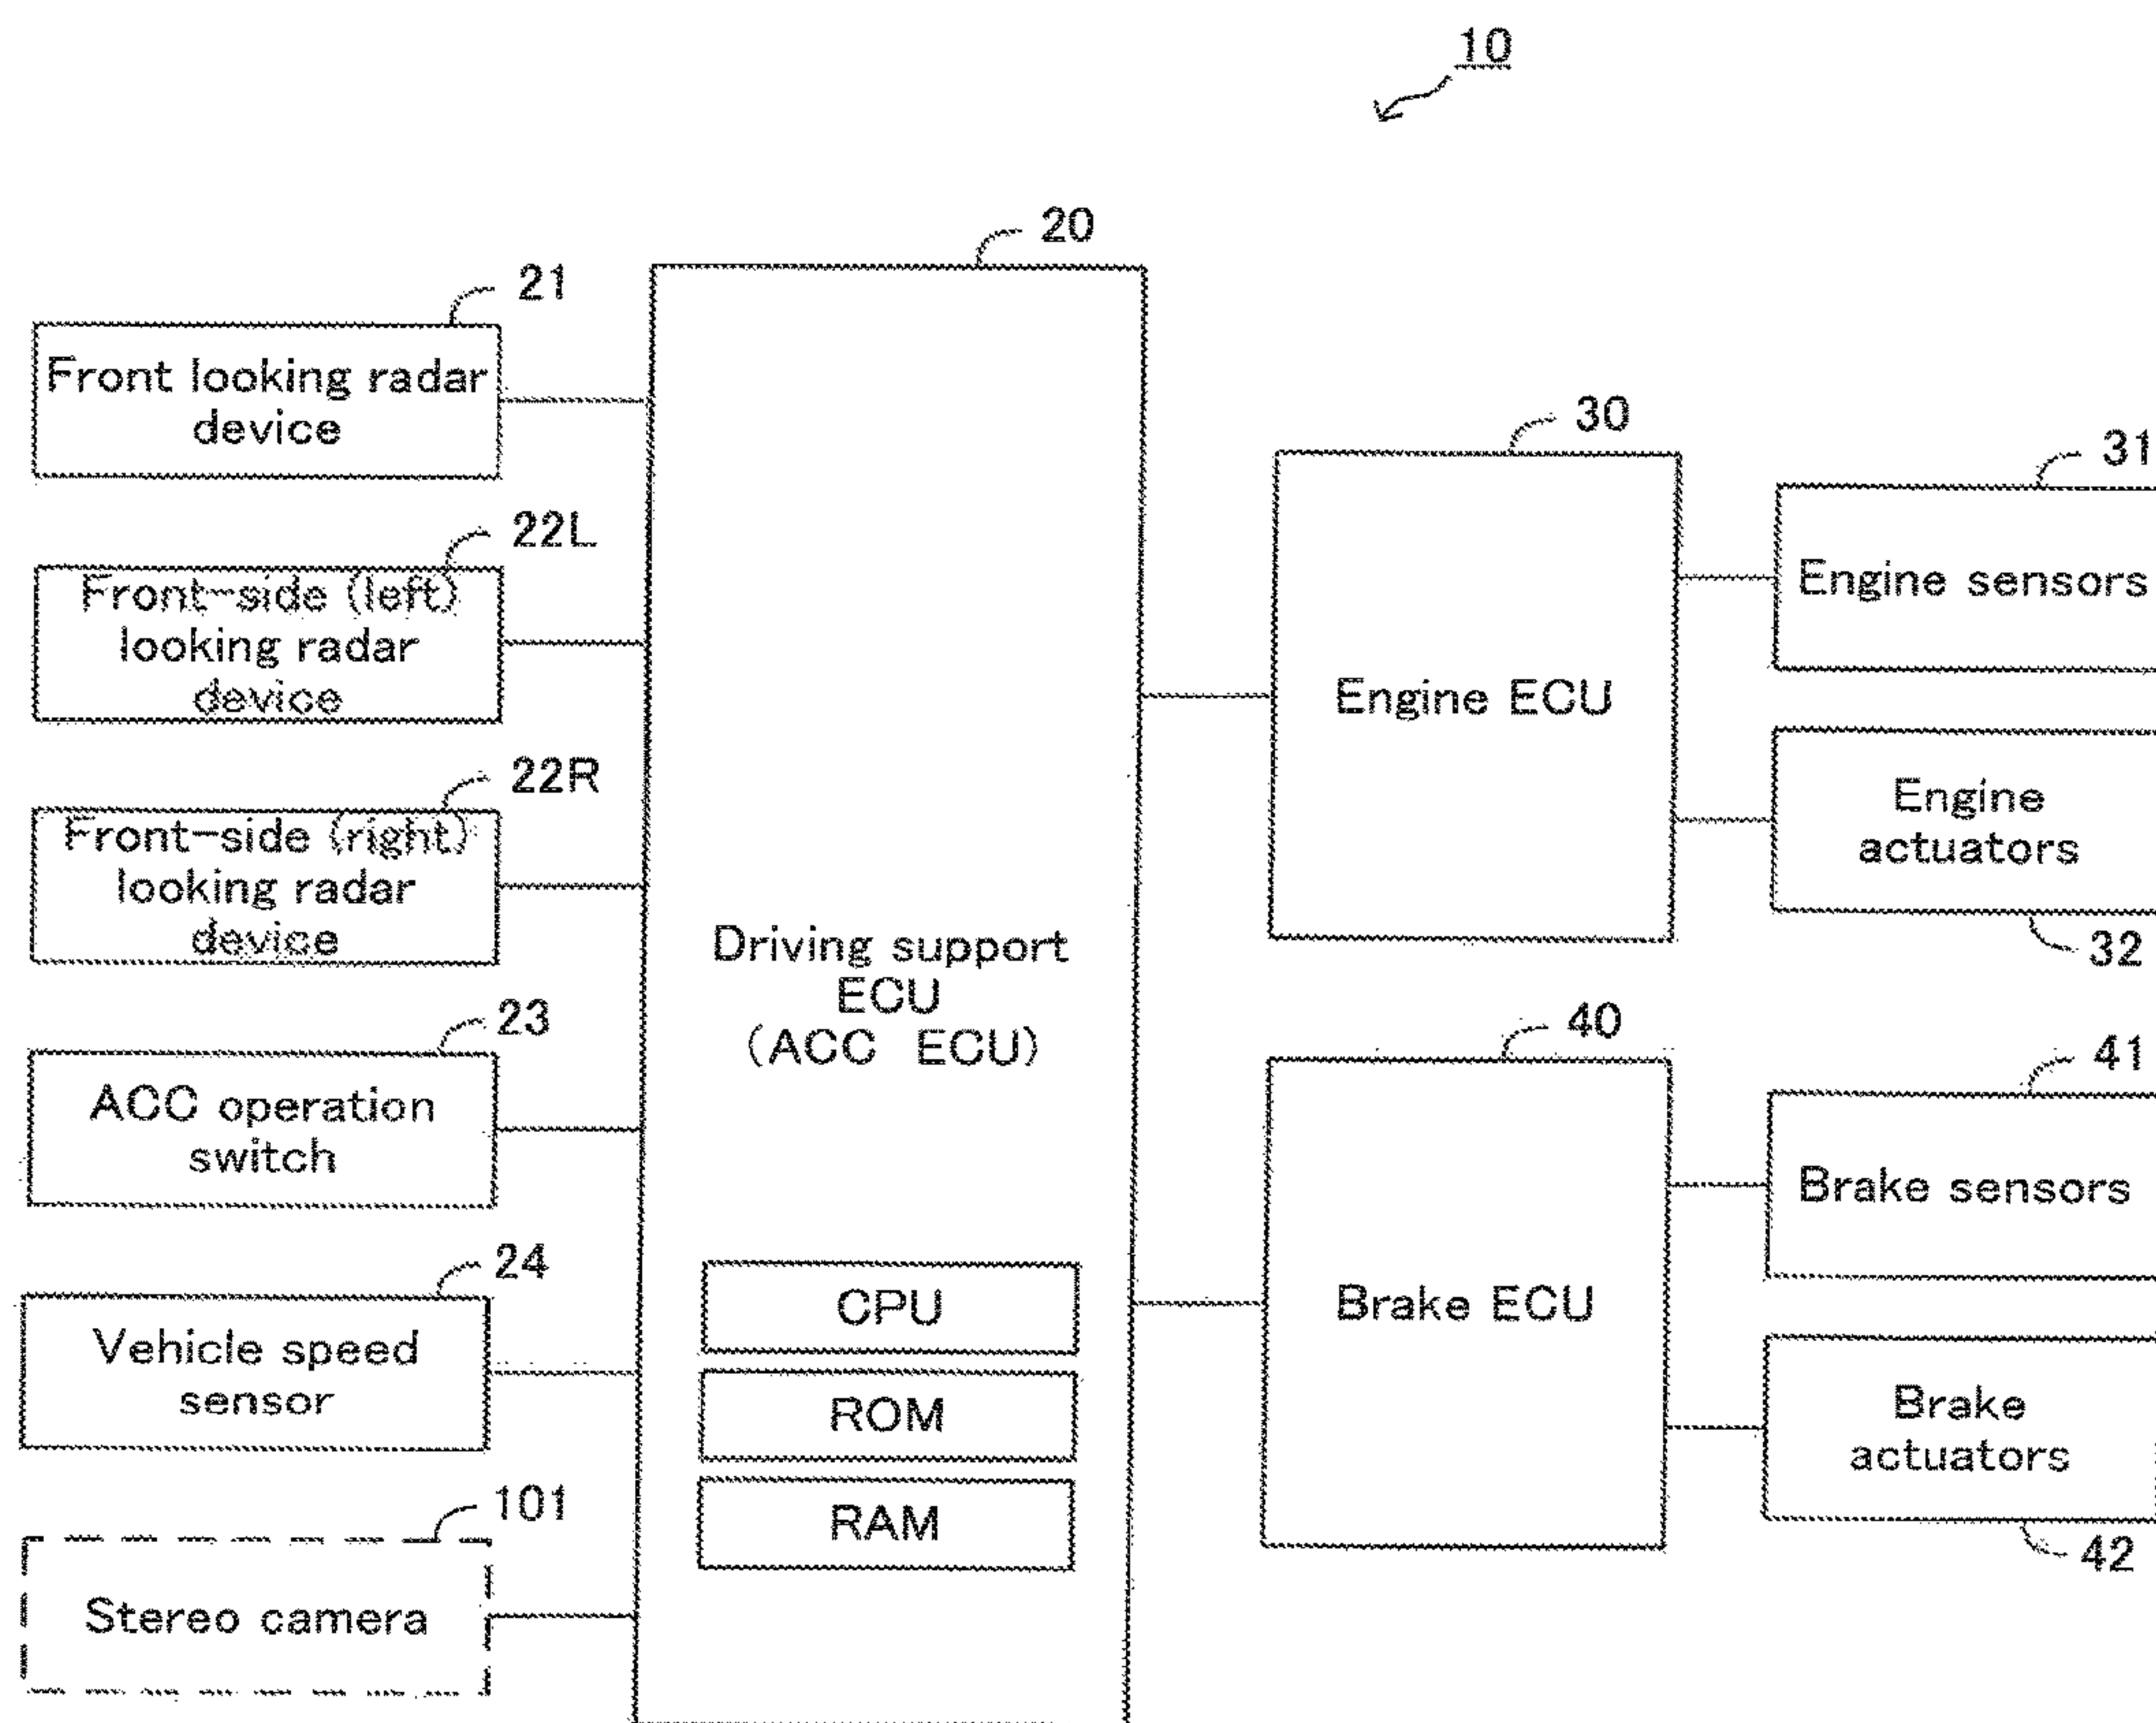 10
20
21
Front looking radar
device
22L
Front-side (left)
looking radar
device
22R
Front-side (right)
looking radar
device
23
ACC operation
switch
24
Vehicle speed
sensor
101
Stereo camera
Driving support
ECU
(ACC ECU)
CPU
ROM
RAM
30
Engine ECU
31
Engine sensors
Engine
actuators
32
40
Brake ECU
41
Brake sensors
Brake
actuators
42